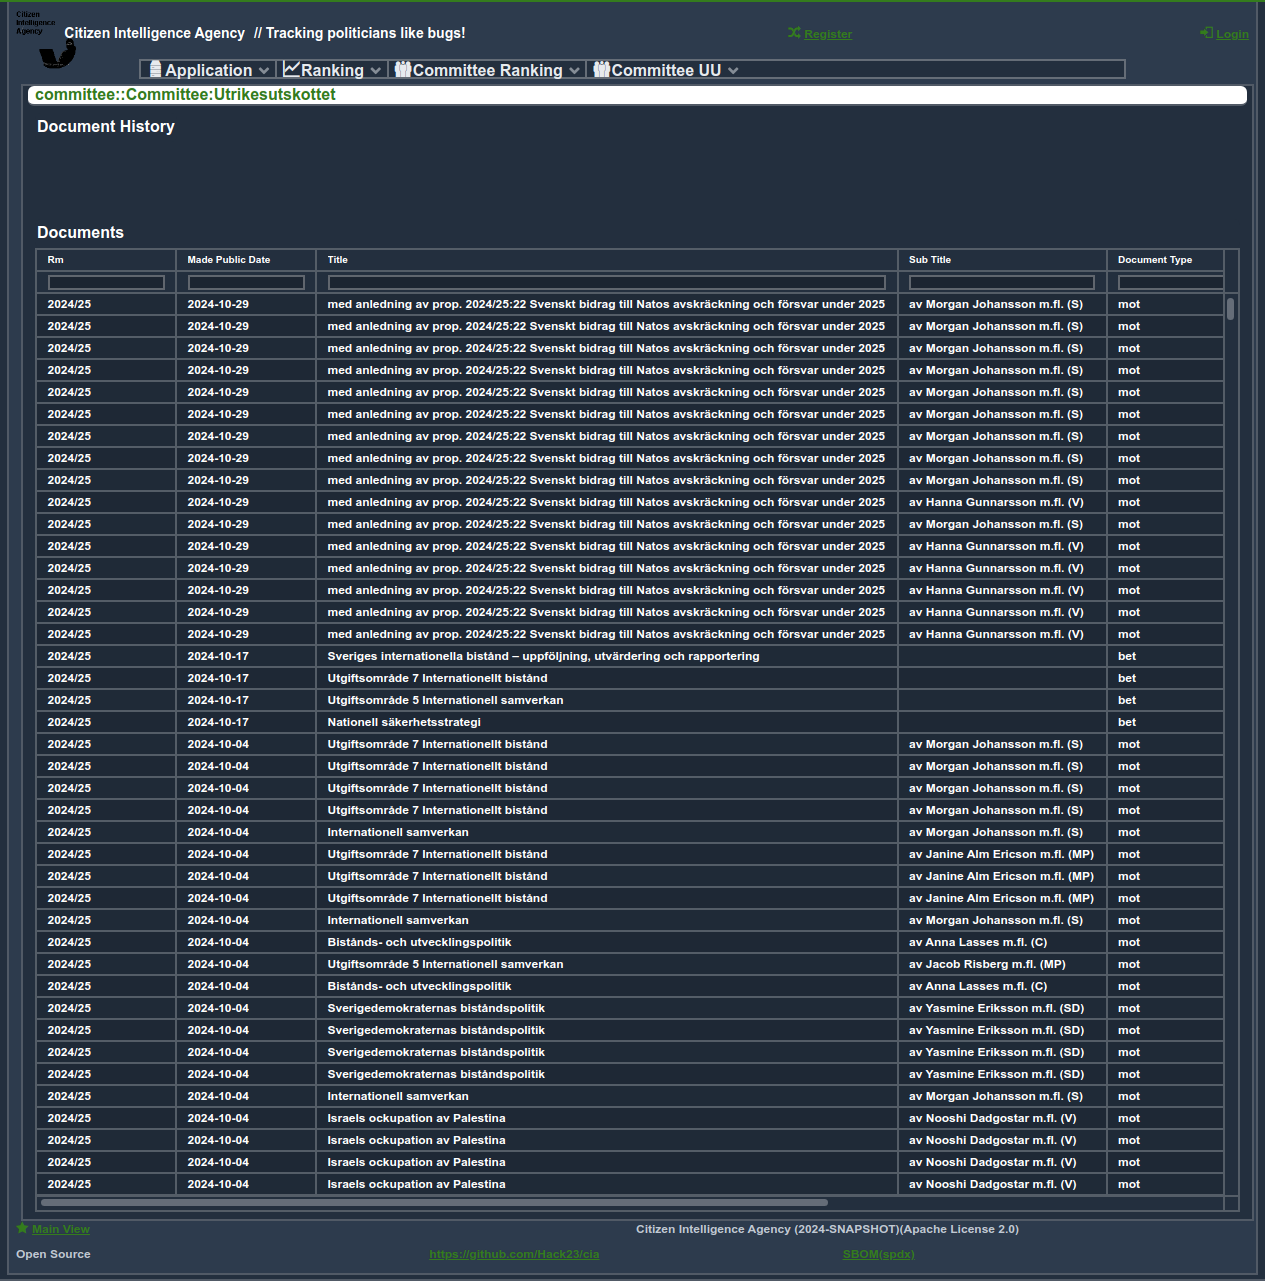 Citizen
Intelligence
Agency
Citizen Intelligence Agency // Tracking politicians like bugs!
Register
Login
Application Ranking Committee Ranking Committee UU
committee::Committee:Utrikesutskottet
Document History
Documents
Rm Made Public Date Title Sub Title Document Type
2024/25 2024-10-29 med anledning av prop. 2024/25:22 Svenskt bidrag till Natos avskräckning och försvar under 2025 av Morgan Johansson m.fl. (S) mot
2024/25 2024-10-29 med anledning av prop. 2024/25:22 Svenskt bidrag till Natos avskräckning och försvar under 2025 av Morgan Johansson m.fl. (S) mot
2024/25 2024-10-29 med anledning av prop. 2024/25:22 Svenskt bidrag till Natos avskräckning och försvar under 2025 av Morgan Johansson m.fl. (S) mot
2024/25 2024-10-29 med anledning av prop. 2024/25:22 Svenskt bidrag till Natos avskräckning och försvar under 2025 av Morgan Johansson m.fl. (S) mot
2024/25 2024-10-29 med anledning av prop. 2024/25:22 Svenskt bidrag till Natos avskräckning och försvar under 2025 av Morgan Johansson m.fl. (S) mot
2024/25 2024-10-29 med anledning av prop. 2024/25:22 Svenskt bidrag till Natos avskräckning och försvar under 2025 av Morgan Johansson m.fl. (S) mot
2024/25 2024-10-29 med anledning av prop. 2024/25:22 Svenskt bidrag till Natos avskräckning och försvar under 2025 av Morgan Johansson m.fl. (S) mot
2024/25 2024-10-29 med anledning av prop. 2024/25:22 Svenskt bidrag till Natos avskräckning och försvar under 2025 av Morgan Johansson m.fl. (S) mot
2024/25 2024-10-29 med anledning av prop. 2024/25:22 Svenskt bidrag till Natos avskräckning och försvar under 2025 av Morgan Johansson m.fl. (S) mot
2024/25 2024-10-29 med anledning av prop. 2024/25:22 Svenskt bidrag till Natos avskräckning och försvar under 2025 av Hanna Gunnarsson m.fl. (V) mot
2024/25 2024-10-29 med anledning av prop. 2024/25:22 Svenskt bidrag till Natos avskräckning och försvar under 2025 av Morgan Johansson m.fl. (S) mot
2024/25 2024-10-29 med anledning av prop. 2024/25:22 Svenskt bidrag till Natos avskräckning och försvar under 2025 av Hanna Gunnarsson m.fl. (V) mot
2024/25 2024-10-29 med anledning av prop. 2024/25:22 Svenskt bidrag till Natos avskräckning och försvar under 2025 av Hanna Gunnarsson m.fl. (V) mot
2024/25 2024-10-29 med anledning av prop. 2024/25:22 Svenskt bidrag till Natos avskräckning och försvar under 2025 av Hanna Gunnarsson m.fl. (V) mot
2024/25 2024-10-29 med anledning av prop. 2024/25:22 Svenskt bidrag till Natos avskräckning och försvar under 2025 av Hanna Gunnarsson m.fl. (V) mot
2024/25 2024-10-29 med anledning av prop. 2024/25:22 Svenskt bidrag till Natos avskräckning och försvar under 2025 av Hanna Gunnarsson m.fl. (V) mot
2024/25 2024-10-17 Sveriges internationella bistånd – uppföljning, utvärdering och rapportering bet
2024/25 2024-10-17 Utgiftsområde 7 Internationellt bistånd bet
2024/25 2024-10-17 Utgiftsområde 5 Internationell samverkan bet
2024/25 2024-10-17 Nationell säkerhetsstrategi bet
2024/25 2024-10-04 Utgiftsområde 7 Internationellt bistånd av Morgan Johansson m.fl. (S) mot
2024/25 2024-10-04 Utgiftsområde 7 Internationellt bistånd av Morgan Johansson m.fl. (S) mot
2024/25 2024-10-04 Utgiftsområde 7 Internationellt bistånd av Morgan Johansson m.fl. (S) mot
2024/25 2024-10-04 Utgiftsområde 7 Internationellt bistånd av Morgan Johansson m.fl. (S) mot
2024/25 2024-10-04 Internationell samverkan av Morgan Johansson m.fl. (S) mot
2024/25 2024-10-04 Utgiftsområde 7 Internationellt bistånd av Janine Alm Ericson m.fl. (MP) mot
2024/25 2024-10-04 Utgiftsområde 7 Internationellt bistånd av Janine Alm Ericson m.fl. (MP) mot
2024/25 2024-10-04 Utgiftsområde 7 Internationellt bistånd av Janine Alm Ericson m.fl. (MP) mot
2024/25 2024-10-04 Internationell samverkan av Morgan Johansson m.fl. (S) mot
2024/25 2024-10-04 Bistånds- och utvecklingspolitik av Anna Lasses m.fl. (C) mot
2024/25 2024-10-04 Utgiftsområde 5 Internationell samverkan av Jacob Risberg m.fl. (MP) mot
2024/25 2024-10-04 Bistånds- och utvecklingspolitik av Anna Lasses m.fl. (C) mot
2024/25 2024-10-04 Sverigedemokraternas biståndspolitik av Yasmine Eriksson m.fl. (SD) mot
2024/25 2024-10-04 Sverigedemokraternas biståndspolitik av Yasmine Eriksson m.fl. (SD) mot
2024/25 2024-10-04 Sverigedemokraternas biståndspolitik av Yasmine Eriksson m.fl. (SD) mot
2024/25 2024-10-04 Sverigedemokraternas biståndspolitik av Yasmine Eriksson m.fl. (SD) mot
2024/25 2024-10-04 Internationell samverkan av Morgan Johansson m.fl. (S) mot
2024/25 2024-10-04 Israels ockupation av Palestina av Nooshi Dadgostar m.fl. (V) mot
2024/25 2024-10-04 Israels ockupation av Palestina av Nooshi Dadgostar m.fl. (V) mot
2024/25 2024-10-04 Israels ockupation av Palestina av Nooshi Dadgostar m.fl. (V) mot
2024/25 2024-10-04 Israels ockupation av Palestina av Nooshi Dadgostar m.fl. (V) mot
Main View Citizen Intelligence Agency (2024-SNAPSHOT)(Apache License 2.0)
Open Source https://github.com/Hack23/cia SBOM(spdx)